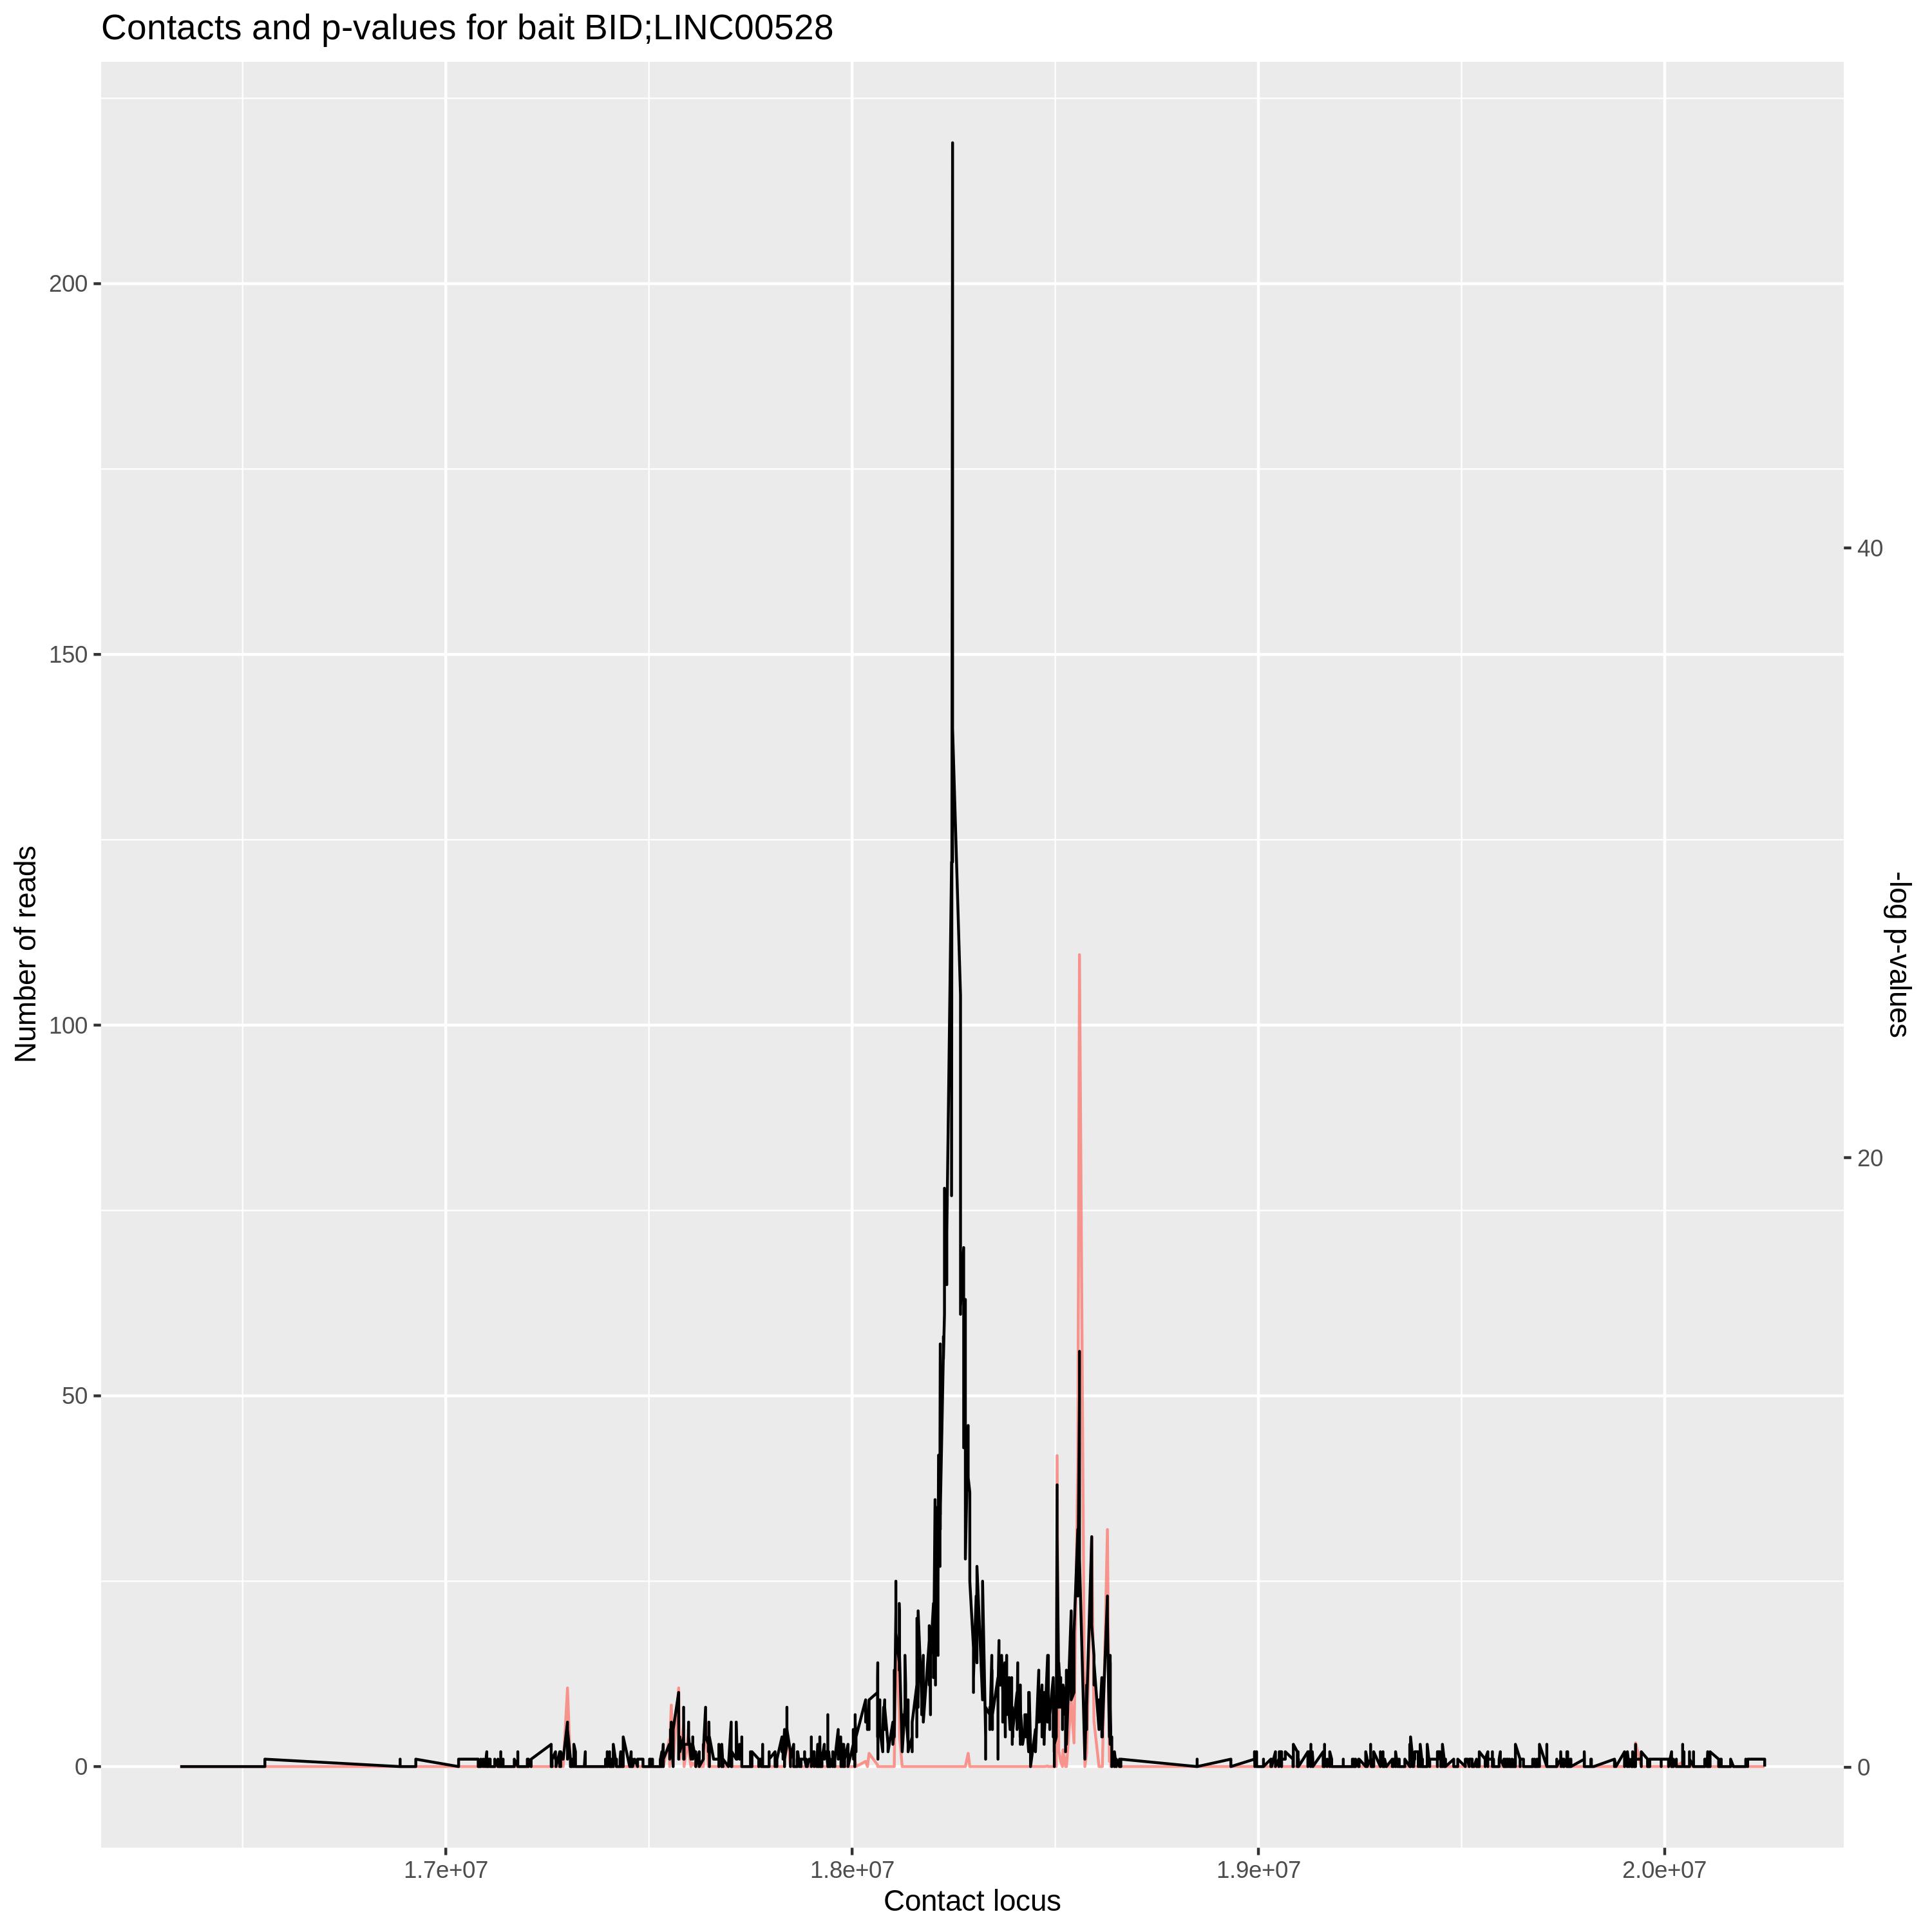 Contacts and p-values for bait BID;LINC00528
200
150
100
50
0
40
20
0
Number of reads
-log p-values
1.7e+07
1.8e+07
1.9e+07
2.0e+07
Contact locus